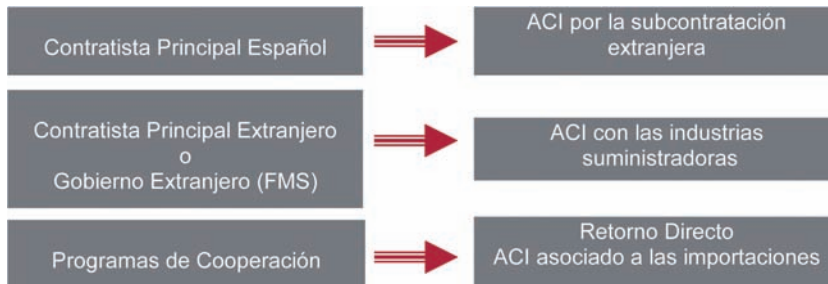 Contratista Principal Español
ACI por la subcontratación
extranjera
Contratista Principal Extranjero
o
Gobierno Extranjero (FMS)
ACI con las industrias
suministradoras
Programas de Cooperación
Retorno Directo
ACI asociado a las importaciones